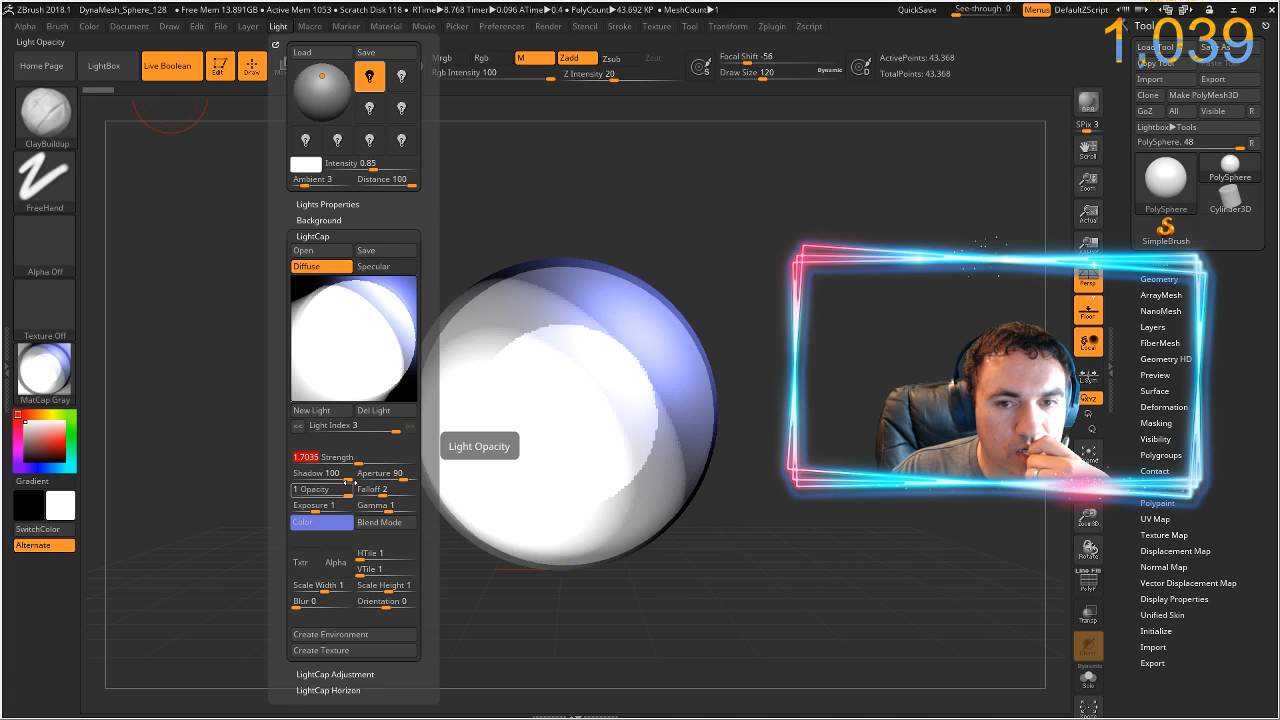 ZBrush 2018.1 DynaMesh_Sphere_128 • Free Mem 13.891GB • Active Mem 1053 • Scratch Disk 118 • RTime▶8.768 Timer▶0.096 ATime▶0.4 • PolyCount▶43.692 KP • MeshCount▶1 QuickSave See-through 0 Menus DefaultZScript
Alpha Brush Color Document Draw Edit File Layer Light Macro Marker Material Movie Picker Preferences Render Stencil Stroke Texture Tool Transform Zplugin Zscript
Light Opacity
1,039
Tool
Load Tool Save As
Copy Tool Paste Tool
Import Export
Clone Make PolyMesh3D
GoZ All Visible R
Lightbox▶Tools
PolySphere. 48 R
PolySphere
PolySphere Cylinder3D
SimpleBrush
Home Page LightBox Live Boolean
Edit Draw
Mrgb Rgb M Zadd Zsub Zcut
Rgb Intensity 100 Z Intensity 20
Focal Shift -56
Draw Size 120 Dynamic
ActivePoints: 43,368
TotalPoints: 43,368
ClayBuildup
FreeHand
Alpha Off
Texture Off
MatCap Gray
Gradient
SwitchColor
Alternate
Load Save
Intensity 0.85
Ambient 3 Distance 100
Lights Properties
Background
LightCap
Open Save
Diffuse Specular
New Light Del Light
<< Light Index 3 >>
1.7035 Strength
Shadow 100 Aperture 90
1 Opacity Falloff 2
Exposure 1 Gamma 1
Color Blend Mode
HTile 1
Txtr Alpha
VTile 1
Scale Width 1 Scale Height 1
Blur 0 Orientation 0
Create Environment
Create Texture
LightCap Adjustment
LightCap Horizon
Light Opacity
BPR
SPix 3
Scroll
Zoom
Actual
Persp
Floor
Local
XYZ
Zoom3D
Rotate
Line Fill
PolyF
Transp
Ghost
Dynamic
Solo
Geometry
ArrayMesh
NanoMesh
Layers
FiberMesh
Geometry HD
Preview
Surface
Deformation
Masking
Visibility
Polygroups
Contact
Polypaint
UV Map
Texture Map
Displacement Map
Normal Map
Vector Displacement Map
Display Properties
Unified Skin
Initialize
Import
Export